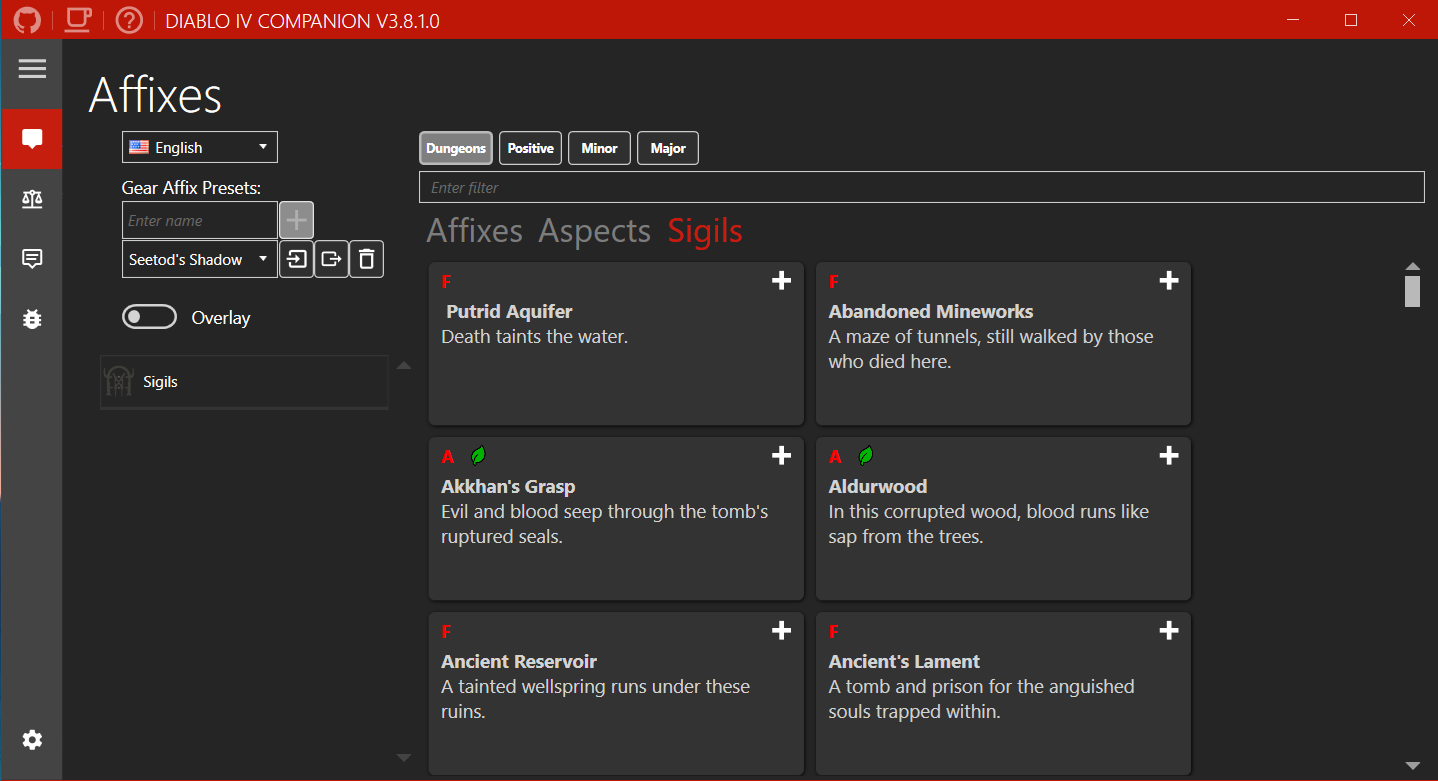 DIABLO IV COMPANION V3.8.1.0
Affixes
English
Gear Affix Presets:
Enter name
Seetod's Shadow
Overlay
Sigils
Dungeons Positive Minor Major
Enter filter
Affixes Aspects Sigils
F
Putrid Aquifer
Death taints the water.
F
Abandoned Mineworks
A maze of tunnels, still walked by those
who died here.
A
Akkhan's Grasp
Evil and blood seep through the tomb's
ruptured seals.
A
Aldurwood
In this corrupted wood, blood runs like
sap from the trees.
F
Ancient Reservoir
A tainted wellspring runs under these
ruins.
F
Ancient's Lament
A tomb and prison for the anguished
souls trapped within.